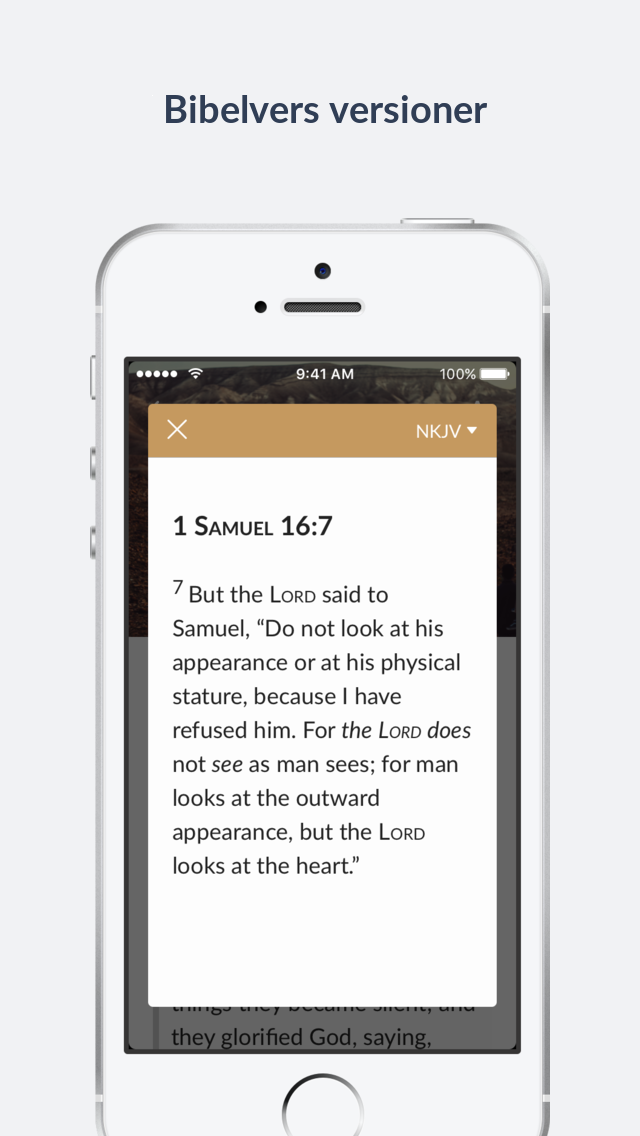 Bibelvers versioner
9:41 AM
100%
NKJV
1 SAMUEL 16:7
7 But the LORD said to
Samuel, “Do not look at his
appearance or at his physical
stature, because I have
refused him. For the LORD does
not see as man sees; for man
looks at the outward
appearance, but the LORD
looks at the heart.”
things they became silent; and
they glorified God, saying,